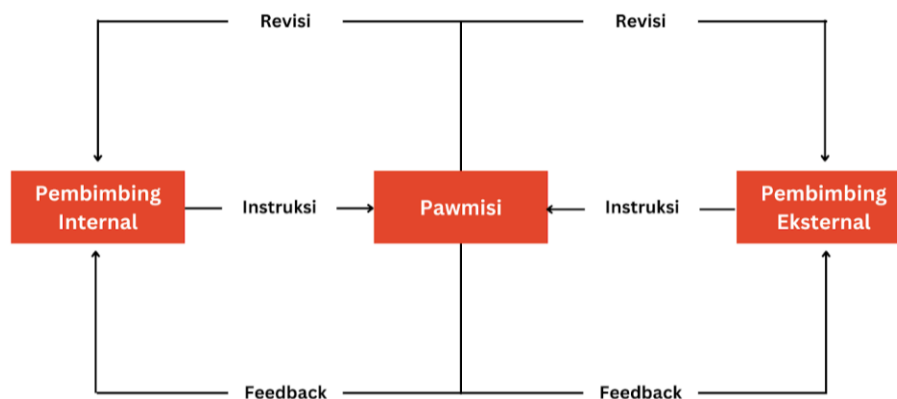 Revisi
Revisi
Pembimbing
Internal
Instruksi
Pawmisi
Instruksi
Pembimbing
Eksternal
Feedback
Feedback